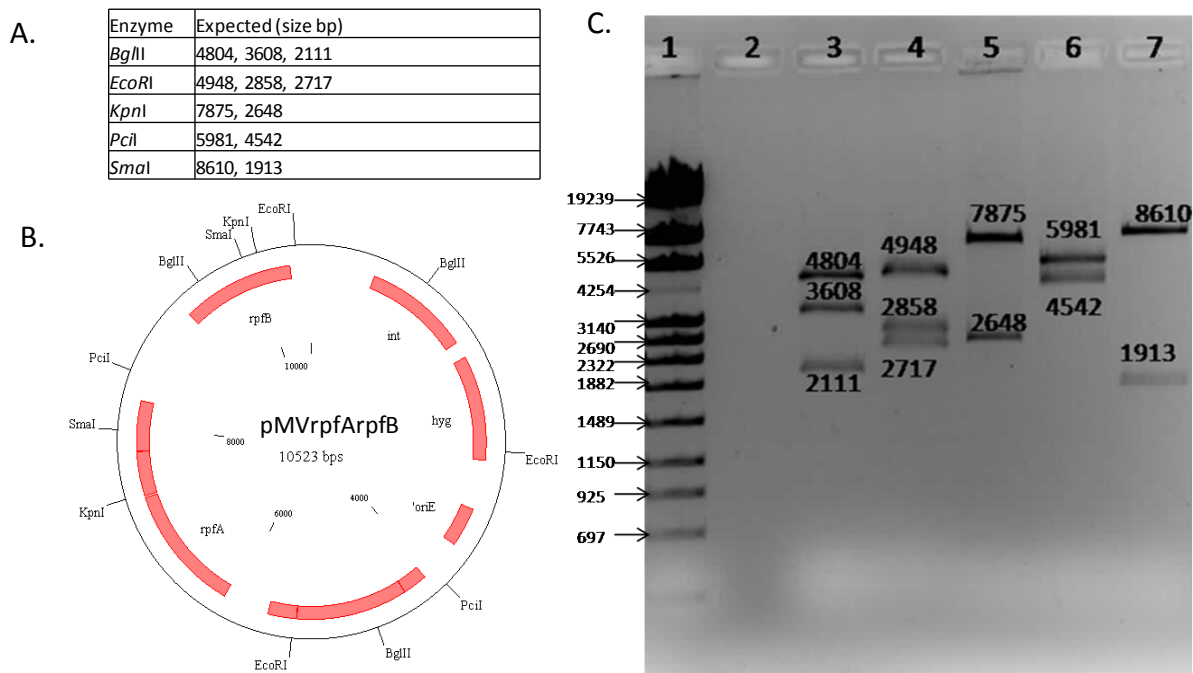 A.
Enzyme Expected (size bp)
BglII 4804, 3608, 2111
EcoRI 4948, 2858, 2717
KpnI 7875, 2648
PciI 5981, 4542
SmaI 8610, 1913
B.
EcoRI
KpnI
SmaI
BglII
BglII
rpfB
int
10000
PciI
pMVrpfArpfB
hyg
SmaI
8000
10523 bps
EcoRI
4000
'oriE
KpnI
6000
rpfA
PciI
BglII
EcoRI
C.
1 2 3 4 5 6 7
19239
7743
5526
4254
3140
2690
2322
1882
1489
1150
925
697
4804
3608
2111
4948
2858
2717
7875
2648
5981
4542
8610
1913